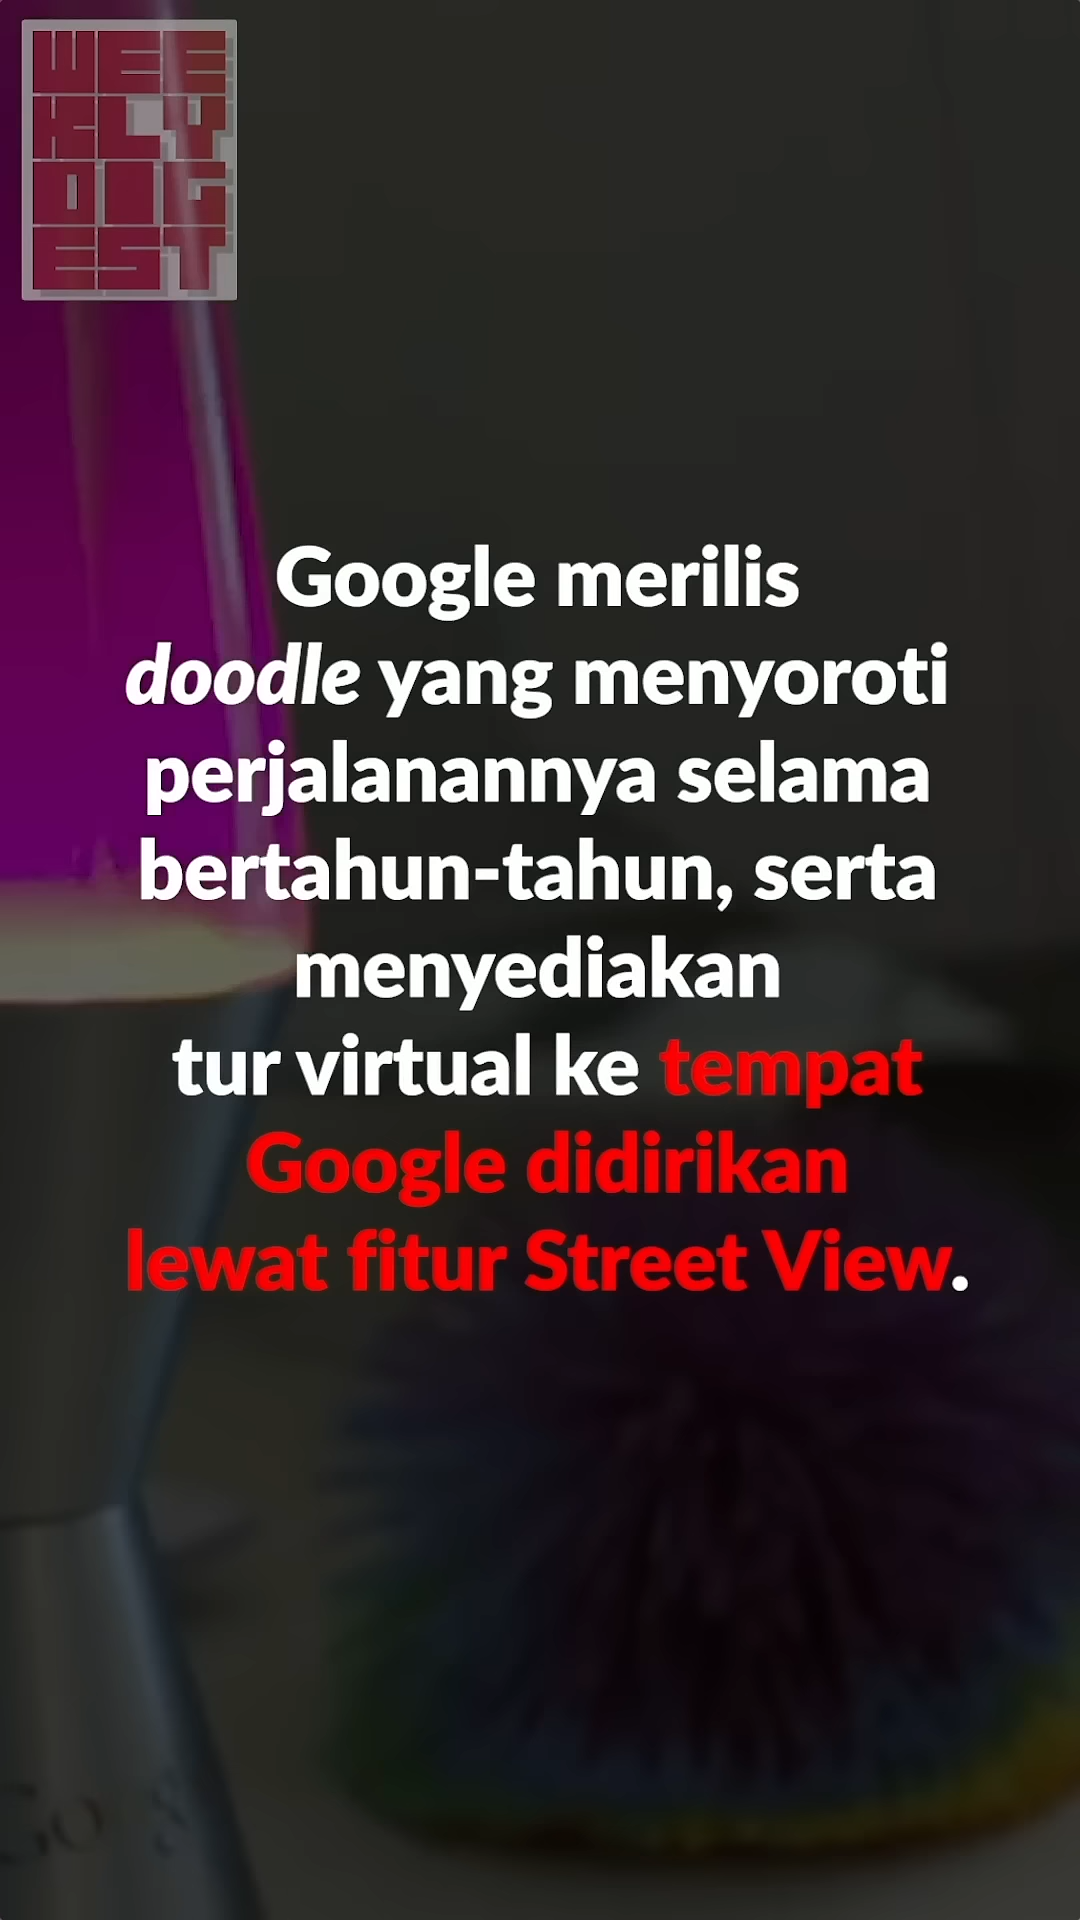 WEE
KLY
DIG
EST
Google merilis
doodle yang menyoroti
perjalanannya selama
bertahun-tahun, serta
menyediakan
tur virtual ke tempat
Google didirikan
lewat fitur Street View.
Go